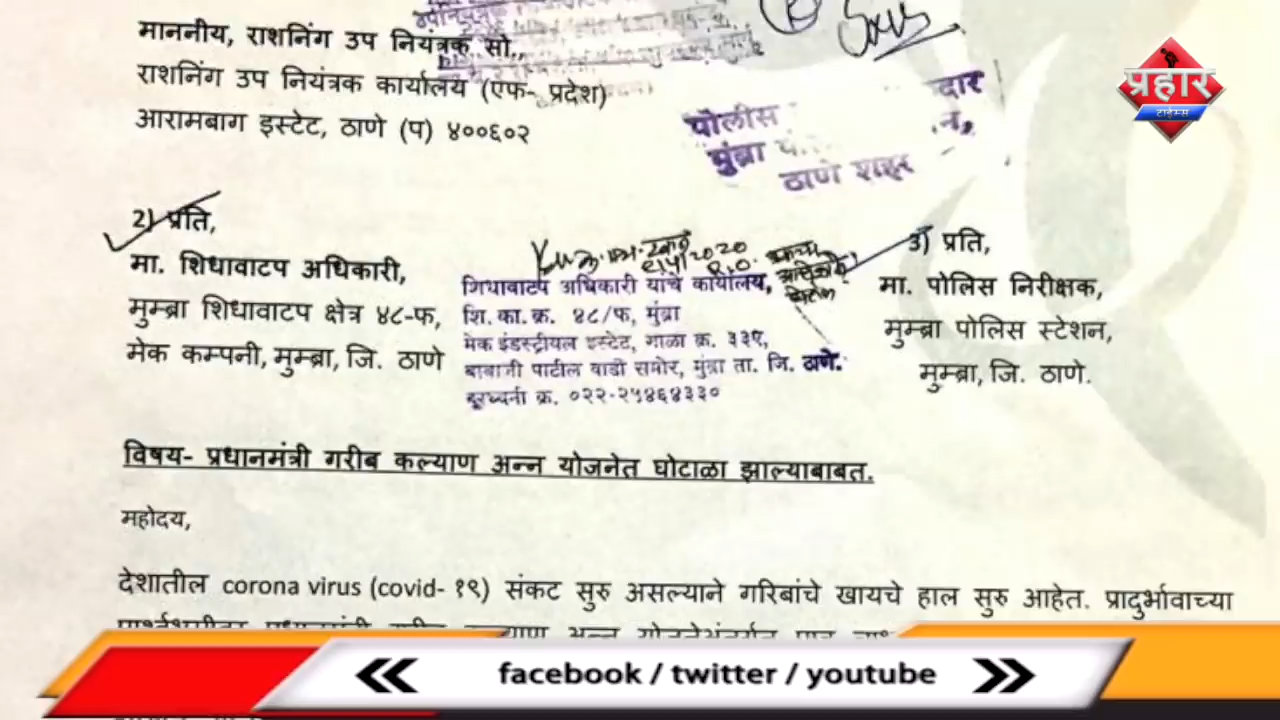 माननीय, राशनिंग उप नियंत्रक सो.,
राशनिंग उप नियंत्रक कार्यालय (एफ- प्रदेश)
आरामबाग इस्टेट, ठाणे (प) ४००६०२
पोलीस दार
मुंब्रा न,
ठाणे शहर
प्रहार
टाईम्स
2) प्रति,
मा. शिधावाटप अधिकारी,
मुम्ब्रा शिधावाटप क्षेत्र ४८-फ,
मेक कम्पनी, मुम्ब्रा, जि. ठाणे
2020
R.O.
शिधावाटप अधिकारी यांचे कार्यालय,
शि. का. क्र. ४८/फ, मुंब्रा
मेक इंडस्ट्रीयल इस्टेट, गाळा क्र. ३३९,
बाबाजी पाटील वाडी समोर, मुंब्रा ता. जि. ठाणे.
दूरध्वनी क्र. ०२२-२५४६४३३०
3) प्रति,
मा. पोलिस निरीक्षक,
मुम्ब्रा पोलिस स्टेशन,
मुम्ब्रा, जि. ठाणे.
विषय- प्रधानमंत्री गरीब कल्याण अन्न योजनेत घोटाळा झाल्याबाबत.
महोदय,
देशातील corona virus (covid- १९) संकट सुरु असल्याने गरिबांचे खायचे हाल सुरु आहेत. प्रादुर्भावाच्या
facebook / twitter / youtube